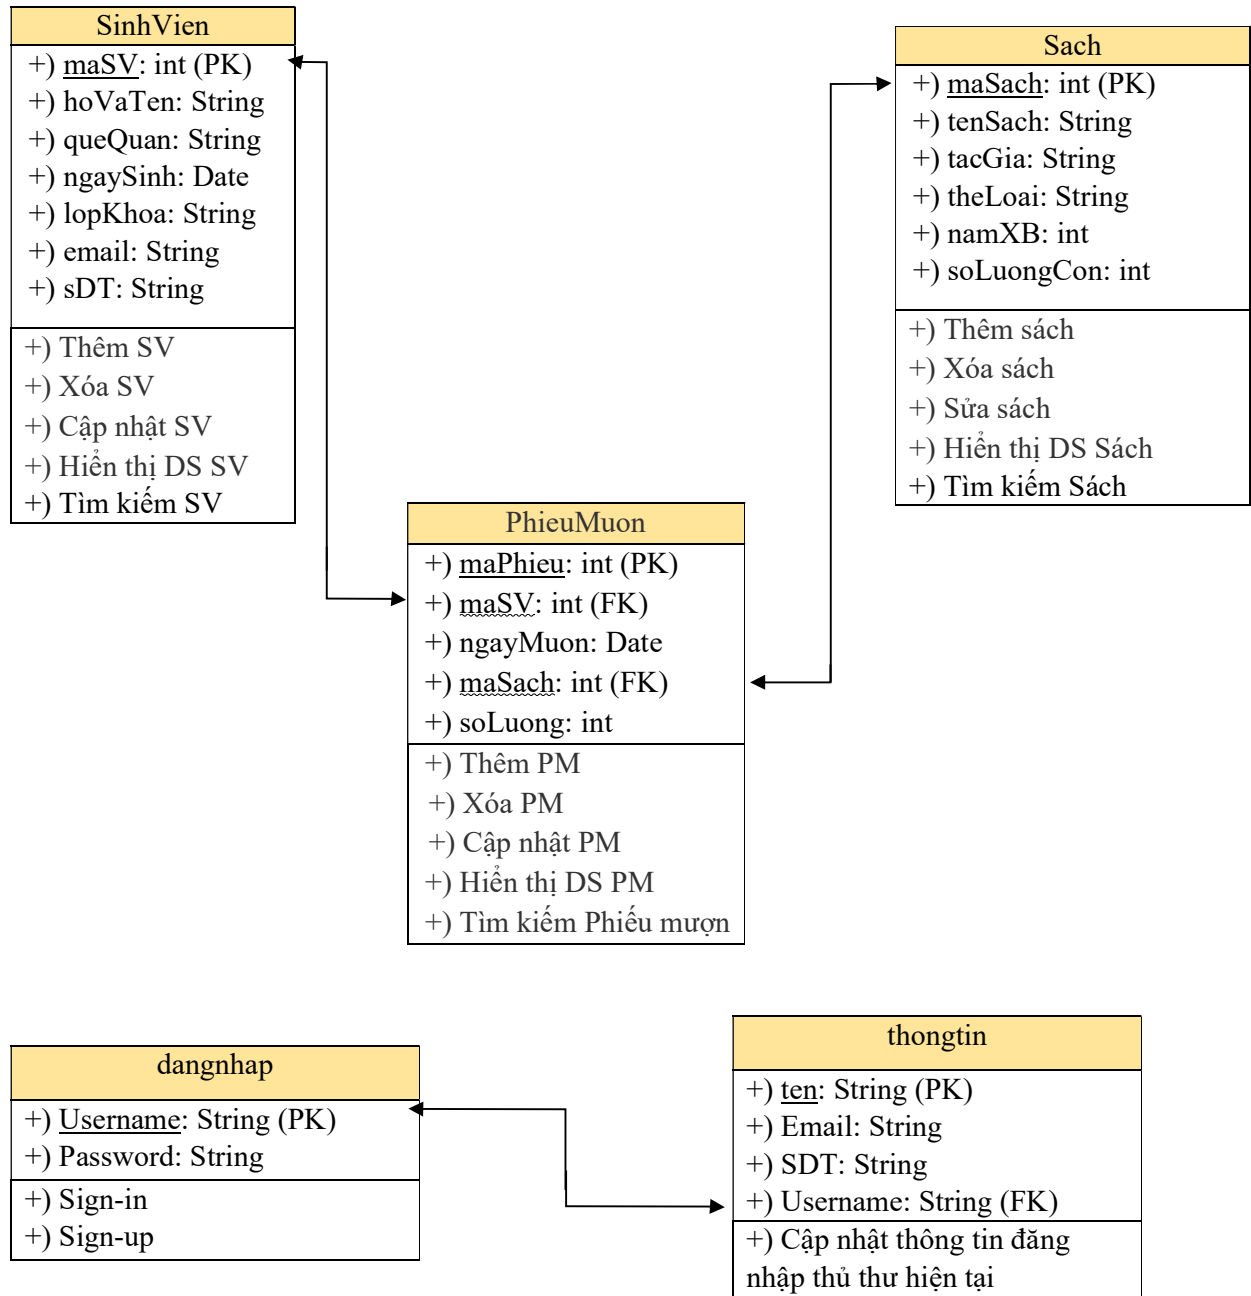 SinhVien
+) maSV: int (PK)
+) hoVaTen: String
+) queQuan: String
+) ngaySinh: Date
+) lopKhoa: String
+) email: String
+) sDT: String
+) Thêm SV
+) Xóa SV
+) Cập nhật SV
+) Hiển thị DS SV
+) Tìm kiếm SV
Sach
+) maSach: int (PK)
+) tenSach: String
+) tacGia: String
+) theLoai: String
+) namXB: int
+) soLuongCon: int
+) Thêm sách
+) Xóa sách
+) Sửa sách
+) Hiển thị DS Sách
+) Tìm kiếm Sách
PhieuMuon
+) maPhieu: int (PK)
+) maSV: int (FK)
+) ngayMuon: Date
+) maSach: int (FK)
+) soLuong: int
+) Thêm PM
+) Xóa PM
+) Cập nhật PM
+) Hiển thị DS PM
+) Tìm kiếm Phiếu mượn
dangnhap
+) Username: String (PK)
+) Password: String
+) Sign-in
+) Sign-up
thongtin
+) ten: String (PK)
+) Email: String
+) SDT: String
+) Username: String (FK)
+) Cập nhật thông tin đăng
nhập thủ thư hiện tại